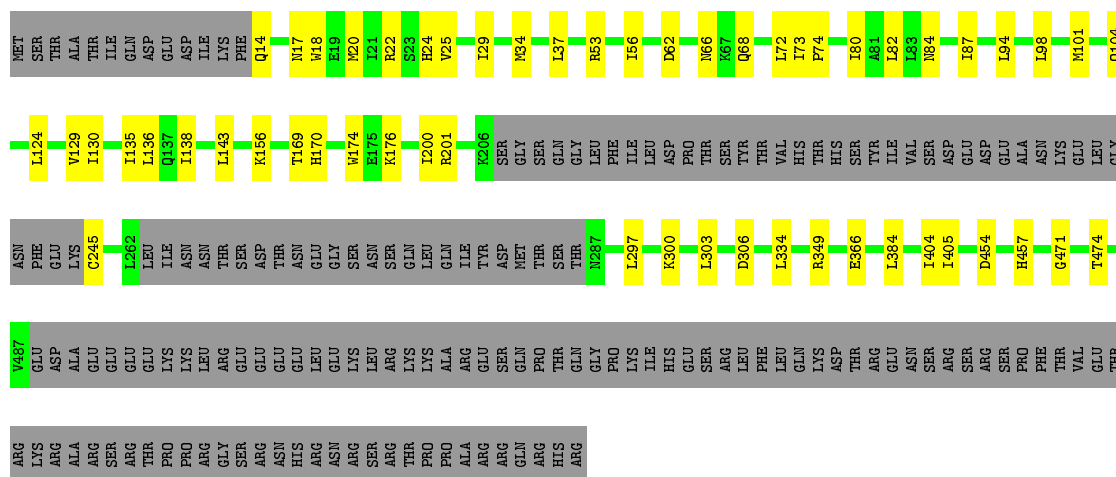 MET SER THR ALA THR ILE GLN ASP GLU ASP ILE LYS PHE Q14 N17 W18 E19 M20 I21 R22 S23 H24 V25 I29 M34 L37 R53 I56 D62 N66 K67 Q68 L72 I73 P74 I80 A81 L82 L83 N84 I87 L94 L98 M101 Q104
L124 V129 I130 I135 L136 Q137 I138 L143 K156 T169 H170 W174 E175 K176 I200 R201 K206 SER GLY SER GLN GLY LEU PHE ILE LEU ASP PRO THR SER TYR THR VAL HIS THR HIS SER TYR ILE VAL SER ASP GLU ASP GLU ALA ASN LYS GLU LEU GLY
ASN PHE GLU LYS C245 L262 LEU ILE ASN ASN THR SER ASP THR ASN GLU GLY SER ASN SER GLN LEU GLN ILE TYR ASP MET THR SER THR N287 L297 K300 L303 D306 L334 R349 E366 L384 I404 I405 D454 H457 G471 T474
V487 GLU ASP ALA GLU GLU GLU GLU LYS LYS LEU ARG GLU GLU GLU GLU LEU GLU LYS LEU ARG LYS LYS ALA ARG GLU SER GLN PRO THR GLN GLY PRO LYS ILE HIS GLU SER ARG LEU PHE LEU GLN LYS ASP THR ARG GLU ASN SER ARG SER ARG SER PRO PHE THR VAL GLU THR
ARG LYS ARG ALA ARG SER ARG THR PRO PRO ARG GLY SER ARG ASN HIS ARG ASN ARG SER ARG THR PRO PRO ALA ARG ARG GLN ARG HIS ARG